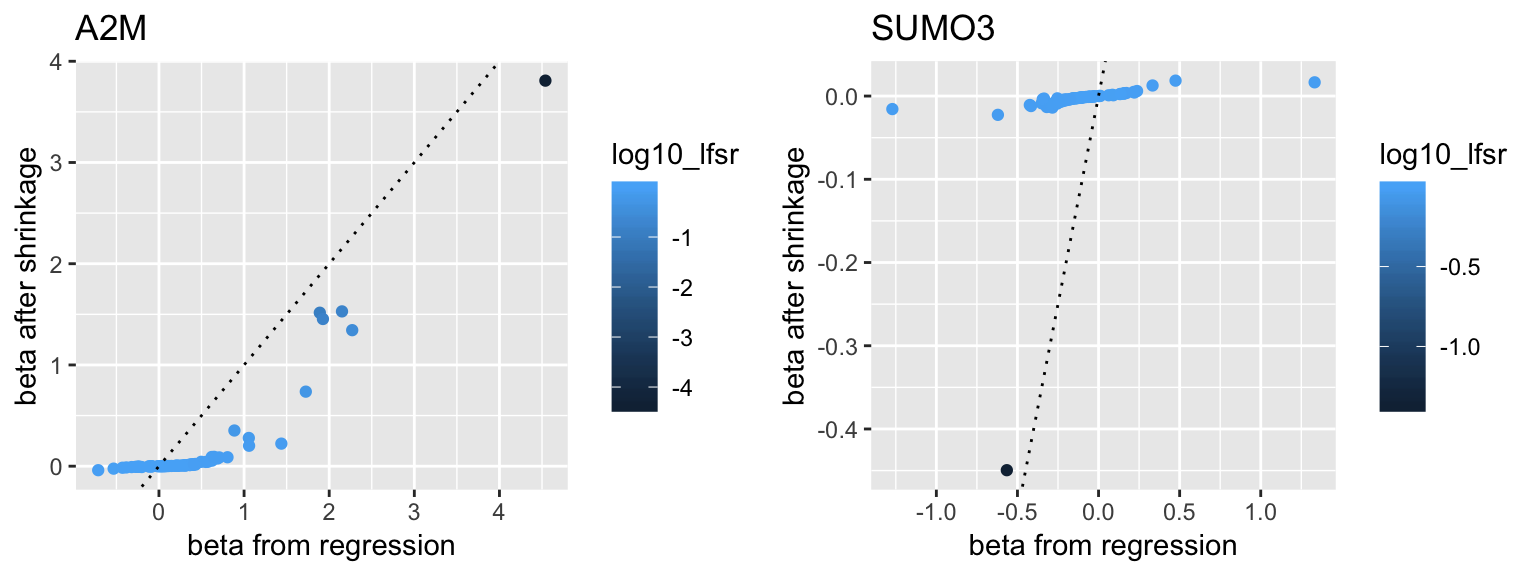 A2M
beta after shrinkage
4
3
2
1
0
0 1 2 3 4
beta from regression
log10_lfsr
-1
-2
-3
-4
SUMO3
beta after shrinkage
0.0
-0.1
-0.2
-0.3
-0.4
-1.0 -0.5 0.0 0.5 1.0
beta from regression
log10_lfsr
-0.5
-1.0